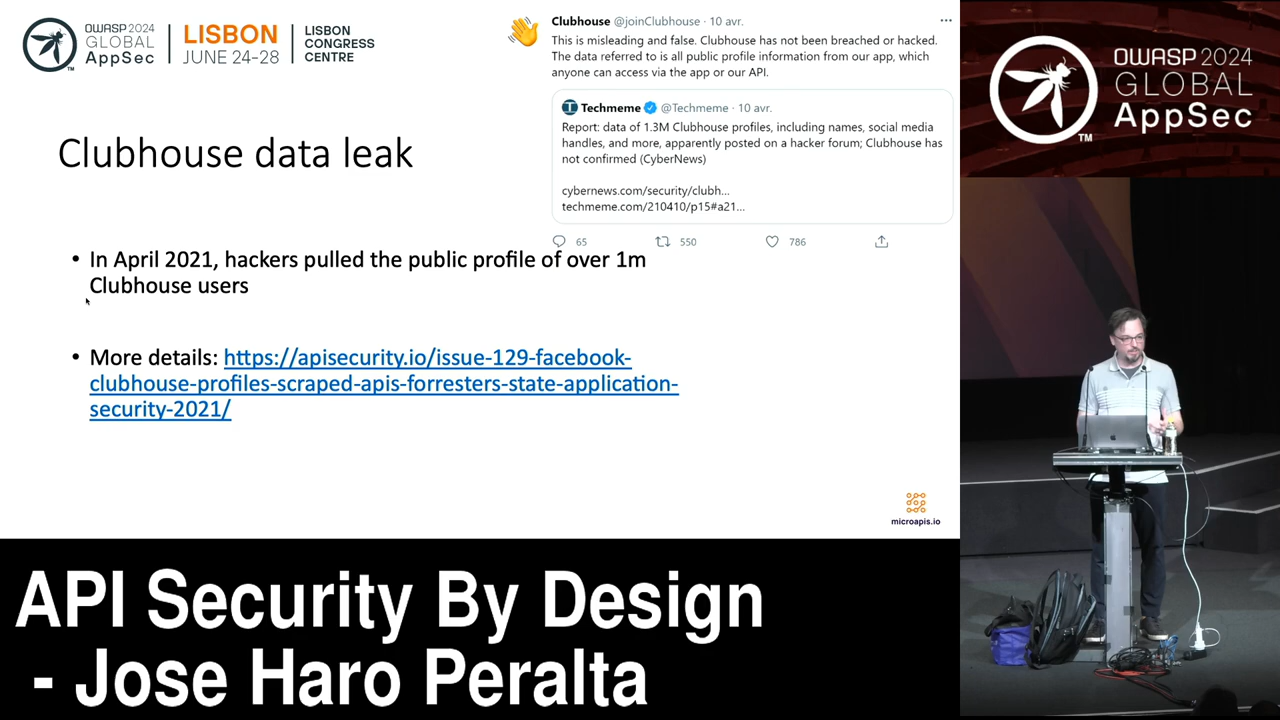 OWASP 2024
GLOBAL
AppSec
TM
LISBON
JUNE 24-28
LISBON
CONGRESS
CENTRE
Clubhouse @joinClubhouse · 10 avr.
This is misleading and false. Clubhouse has not been breached or hacked.
The data referred to is all public profile information from our app, which
anyone can access via the app or our API.
Techmeme @Techmeme · 10 avr.
Report: data of 1.3M Clubhouse profiles, including names, social media
handles, and more, apparently posted on a hacker forum; Clubhouse has
not confirmed (CyberNews)
cybernews.com/security/clubh...
techmeme.com/210410/p15#a21...
65
550
786
Clubhouse data leak
• In April 2021, hackers pulled the public profile of over 1m
Clubhouse users
• More details: https://apisecurity.io/issue-129-facebook-
clubhouse-profiles-scraped-apis-forresters-state-application-
security-2021/
microapis.io
OWASP 2024
GLOBAL
AppSec
TM
API Security By Design
- Jose Haro Peralta